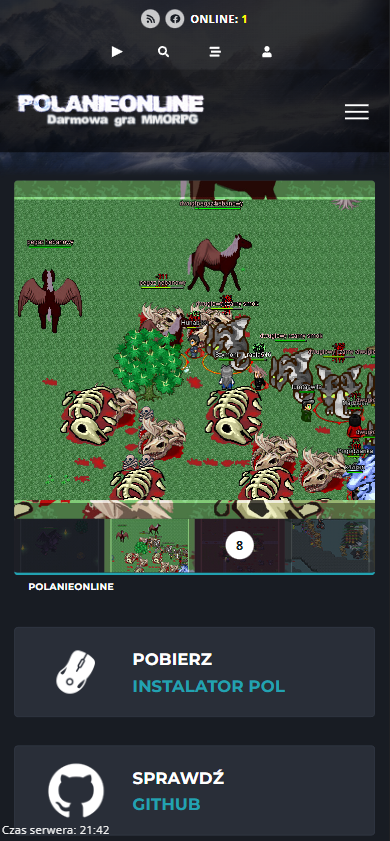 ONLINE: 1
POLANIEONLINE
Darmowa gra MMORPG
8
POLANIEONLINE
POBIERZ
INSTALATOR POL
SPRAWDŹ
GITHUB
Czas serwera: 21:42